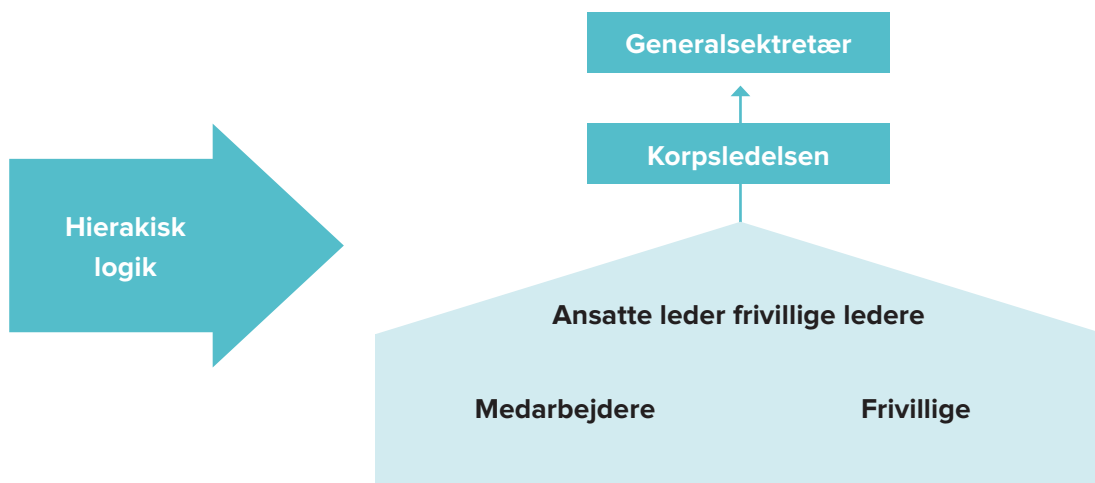 Generalsektretær
Korpsledelsen
Hierakisk
logik
Ansatte leder frivillige ledere
Medarbejdere
Frivillige